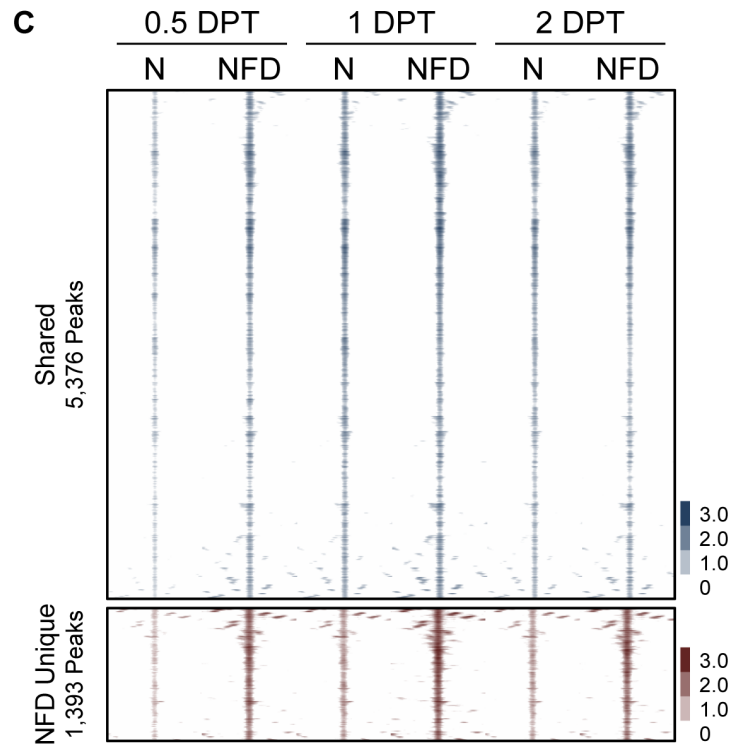 C
0.5 DPT 1 DPT 2 DPT
N NFD N NFD N NFD
Shared
5,376 Peaks
3.0
2.0
1.0
0
NFD Unique
1,393 Peaks
3.0
2.0
1.0
0